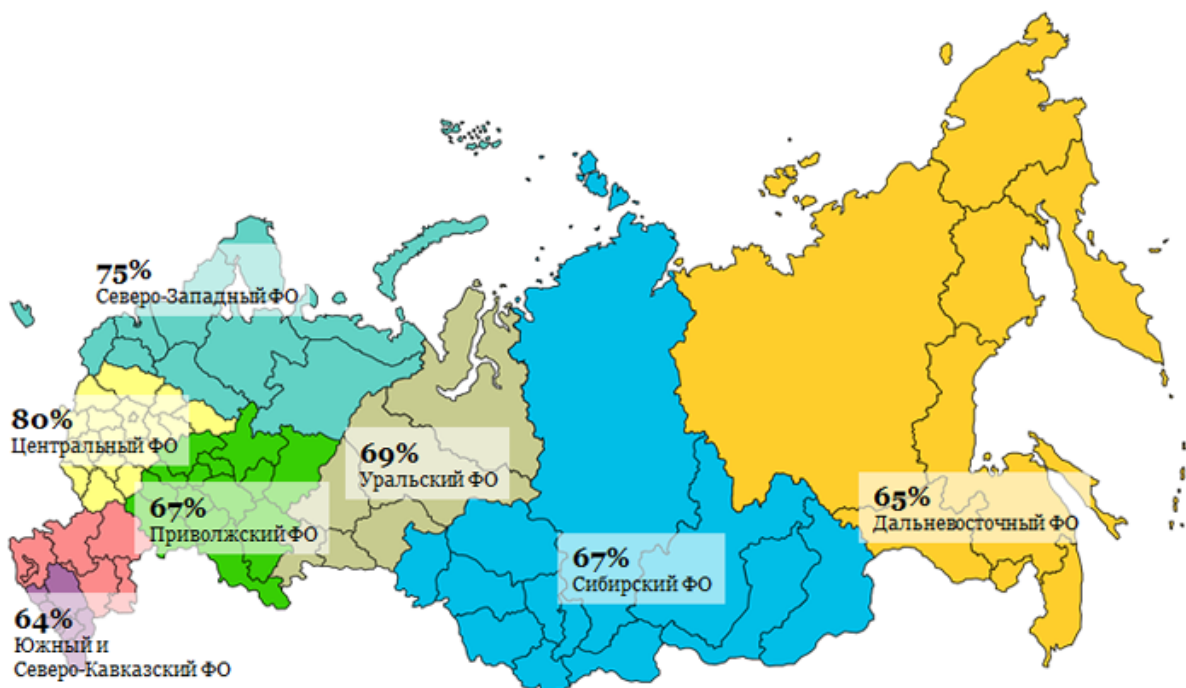 75%
Северо-Западный ФО
80%
Центральный ФО
69%
Уральский ФО
67%
Приволжский ФО
65%
Дальневосточный ФО
67%
Сибирский ФО
64%
Южный и
Северо-Кавказский ФО